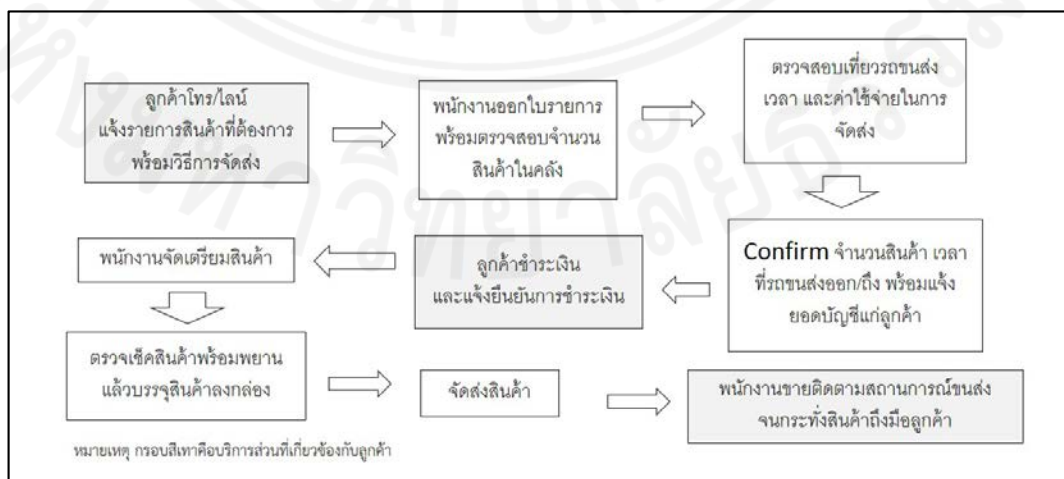 ลูกค้าโทร/ไลน์
แจ้งรายการสินค้าที่ต้องการ
พร้อมวิธีการจัดส่ง
พนักงานออกใบรายการ
พร้อมตรวจสอบจำนวน
สินค้าในคลัง
ตรวจสอบเที่ยวรถขนส่ง
เวลา และค่าใช้จ่ายในการ
จัดส่ง
Confirm จำนวนสินค้า เวลา
ที่รถขนส่งออก/ถึง พร้อมแจ้ง
ยอดบัญชีแก่ลูกค้า
ลูกค้าชำระเงิน
และแจ้งยืนยันการชำระเงิน
พนักงานจัดเตรียมสินค้า
ตรวจเช็คสินค้าพร้อมพยาน
แล้วบรรจุสินค้าลงกล่อง
จัดส่งสินค้า
พนักงานขายติดตามสถานการณ์ขนส่ง
จนกระทั่งสินค้าถึงมือลูกค้า
หมายเหตุ กรอบสีเทาคือบริการส่วนที่เกี่ยวข้องกับลูกค้า